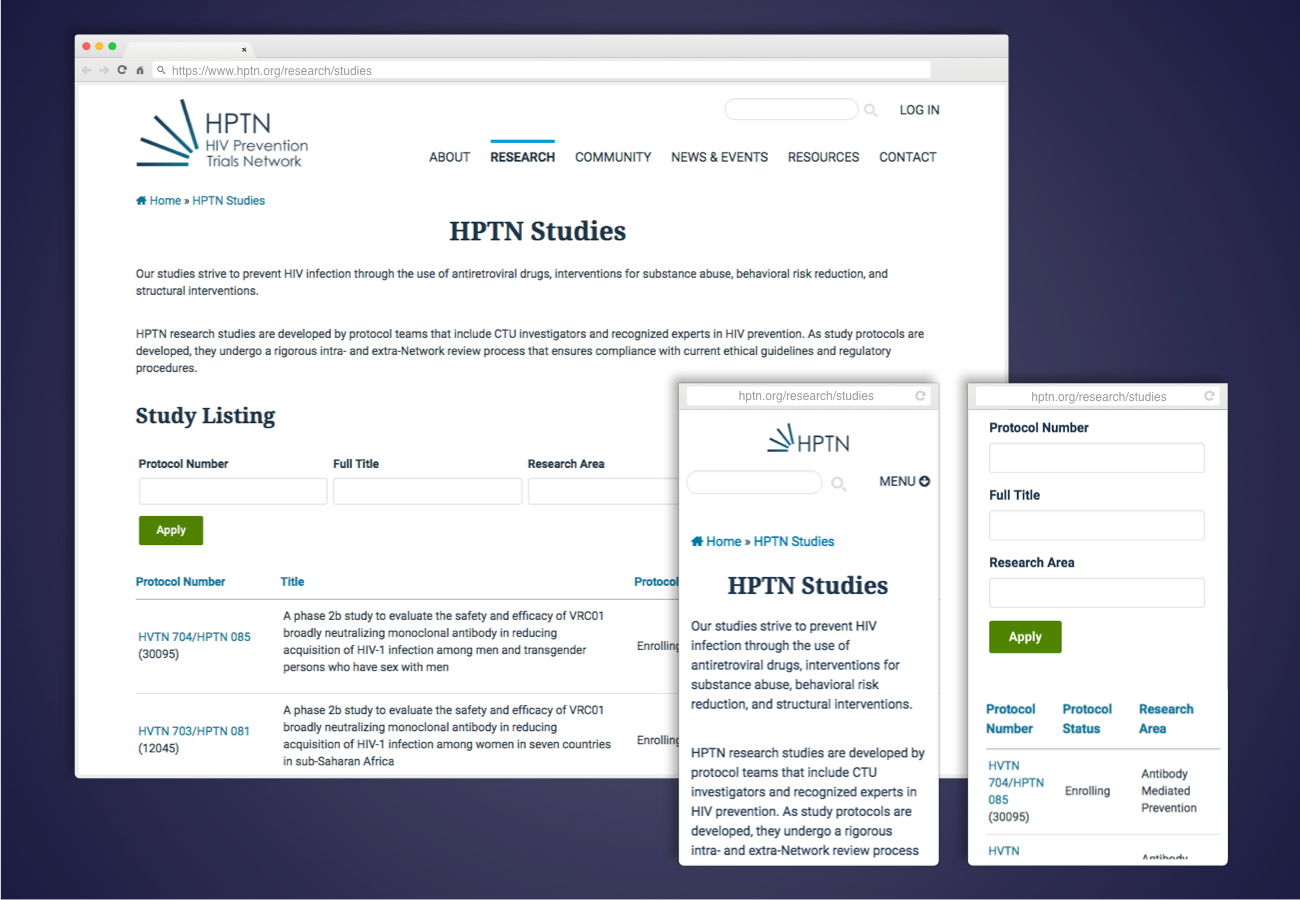 https://www.hptn.org/research/studies
HPTN
HIV Prevention
Trials Network
LOG IN
ABOUT RESEARCH COMMUNITY NEWS & EVENTS RESOURCES CONTACT
Home » HPTN Studies
HPTN Studies
Our studies strive to prevent HIV infection through the use of antiretroviral drugs, interventions for substance abuse, behavioral risk reduction, and
structural interventions.
HPTN research studies are developed by protocol teams that include CTU investigators and recognized experts in HIV prevention. As study protocols are
developed, they undergo a rigorous intra- and extra-Network review process that ensures compliance with current ethical guidelines and regulatory
procedures.
Study Listing
Protocol Number Full Title Research Area
Apply
Protocol Number Title Protocol
HVTN 704/HPTN 085
(30095)
A phase 2b study to evaluate the safety and efficacy of VRC01
broadly neutralizing monoclonal antibody in reducing
acquisition of HIV-1 infection among men and transgender
persons who have sex with men
Enrolling
HVTN 703/HPTN 081
(12045)
A phase 2b study to evaluate the safety and efficacy of VRC01
broadly neutralizing monoclonal antibody in reducing
acquisition of HIV-1 infection among women in seven countries
in sub-Saharan Africa
Enrolling
hptn.org/research/studies
HPTN
MENU
Home » HPTN Studies
HPTN Studies
Our studies strive to prevent HIV
infection through the use of
antiretroviral drugs, interventions for
substance abuse, behavioral risk
reduction, and structural interventions.
HPTN research studies are developed by
protocol teams that include CTU
investigators and recognized experts in
HIV prevention. As study protocols are
developed, they undergo a rigorous
intra- and extra-Network review process
hptn.org/research/studies
Protocol Number
Full Title
Research Area
Apply
Protocol Number
Protocol Status
Research Area
HVTN
704/HPTN
085
(30095)
Enrolling
Antibody
Mediated
Prevention
HVTN
Antibody